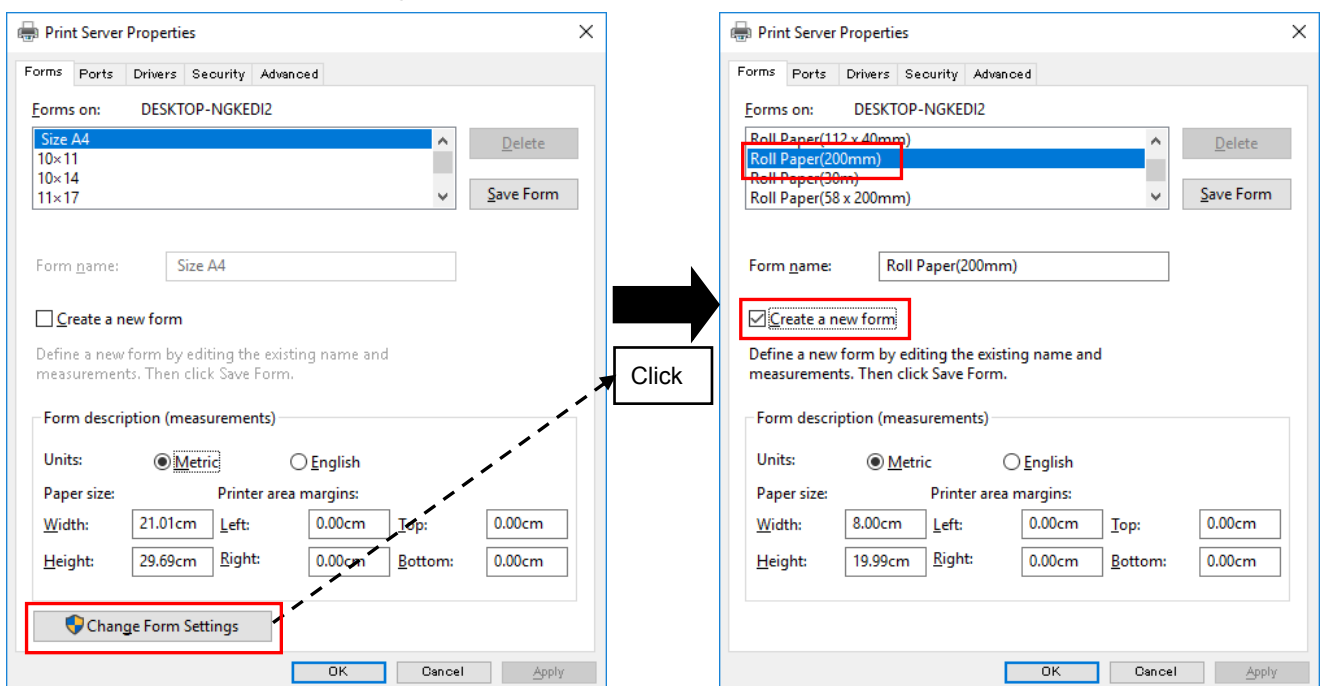 Print Server Properties
Forms Ports Drivers Security Advanced
Forms on: DESKTOP-NGKEDI2
Size A4
10×11
10×14
11×17
Delete
Save Form
Form name: Size A4
Create a new form
Define a new form by editing the existing name and
measurements. Then click Save Form.
Form description (measurements)
Units: Metric English
Paper size: Printer area margins:
Width: 21.01cm Left: 0.00cm Top: 0.00cm
Height: 29.69cm Right: 0.00cm Bottom: 0.00cm
Change Form Settings
OK Cancel Apply
Click
Print Server Properties
Forms Ports Drivers Security Advanced
Forms on: DESKTOP-NGKEDI2
Roll Paper(112 x 40mm)
Roll Paper(200mm)
Roll Paper(30m)
Roll Paper(58 x 200mm)
Delete
Save Form
Form name: Roll Paper(200mm)
Create a new form
Define a new form by editing the existing name and
measurements. Then click Save Form.
Form description (measurements)
Units: Metric English
Paper size: Printer area margins:
Width: 8.00cm Left: 0.00cm Top: 0.00cm
Height: 19.99cm Right: 0.00cm Bottom: 0.00cm
OK Cancel Apply